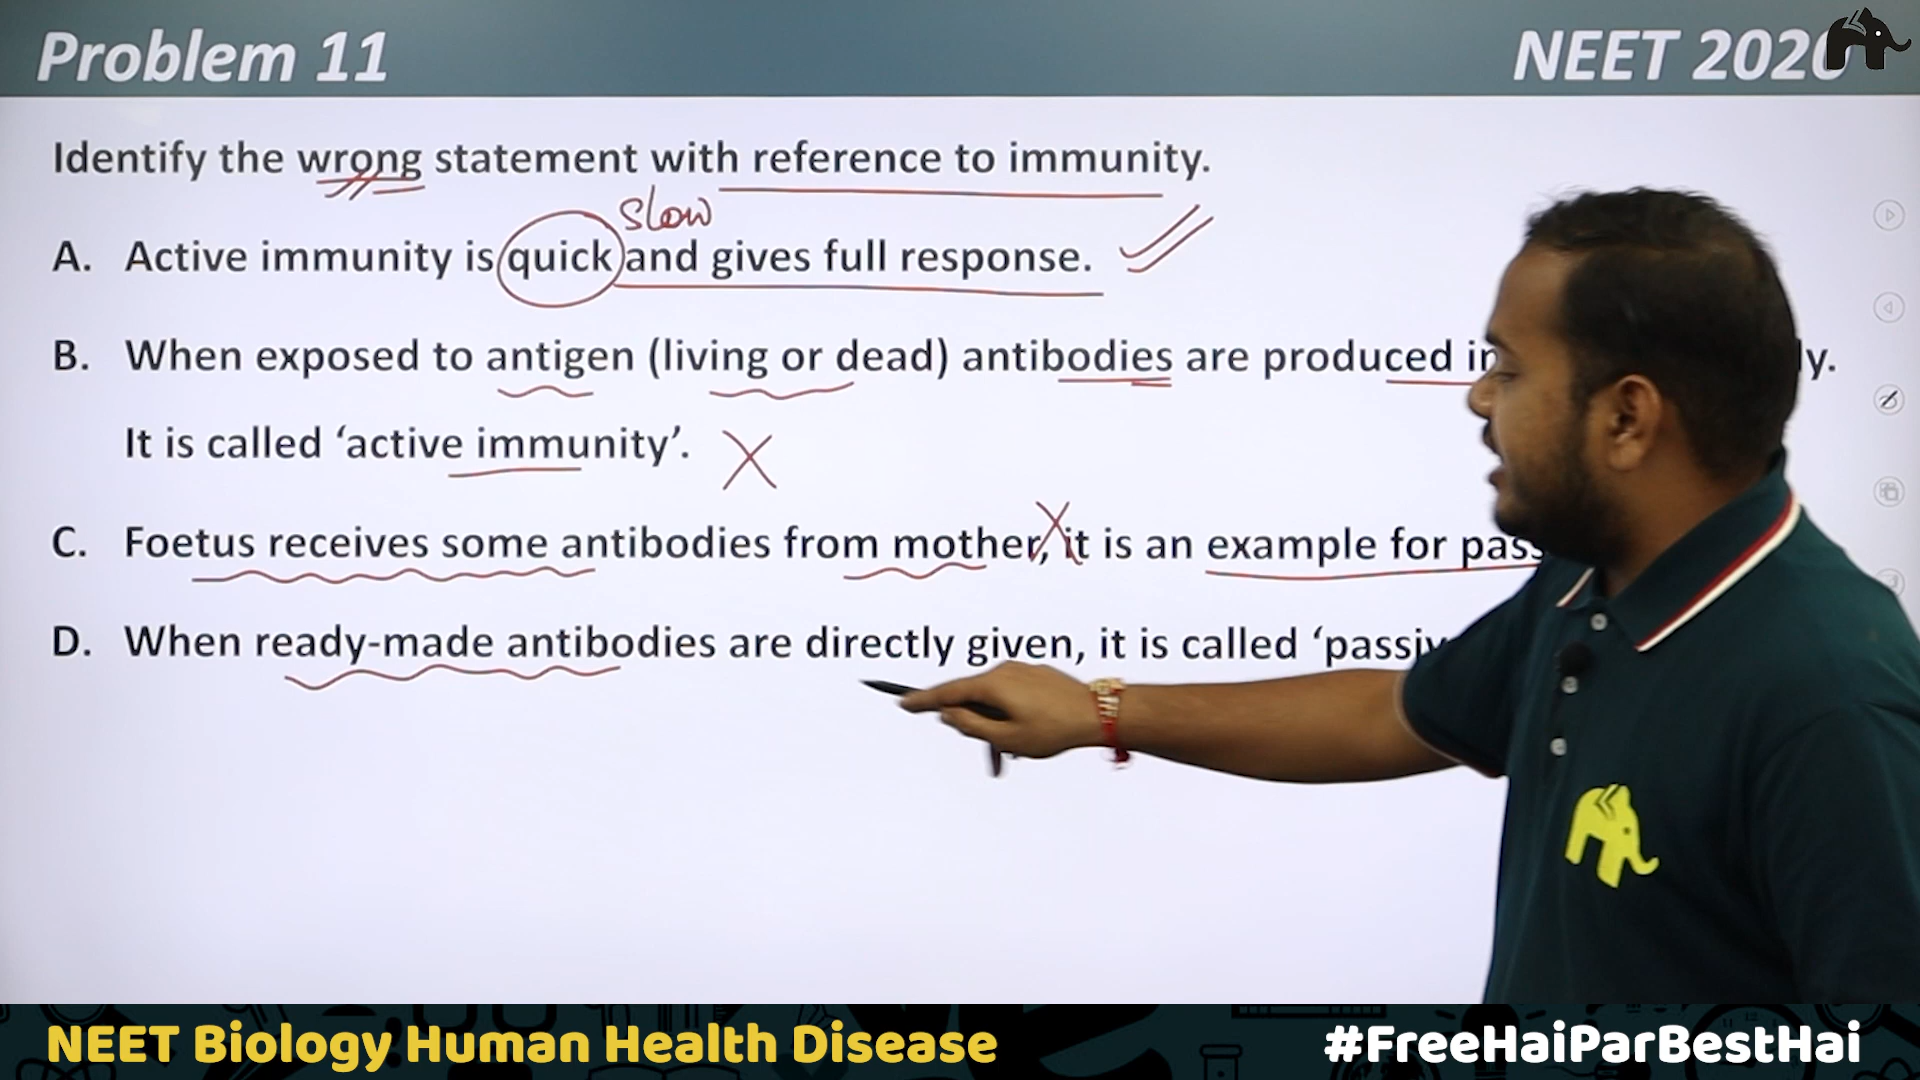 Problem 11
NEET 2020
Identify the wrong statement with reference to immunity.
slow
A. Active immunity is quick and gives full response.
B. When exposed to antigen (living or dead) antibodies are produced in
It is called ‘active immunity’.
C. Foetus receives some antibodies from mother, it is an example for
D. When ready-made antibodies are directly given, it is called
NEET Biology Human Health Disease
#FreeHaiParBestHai